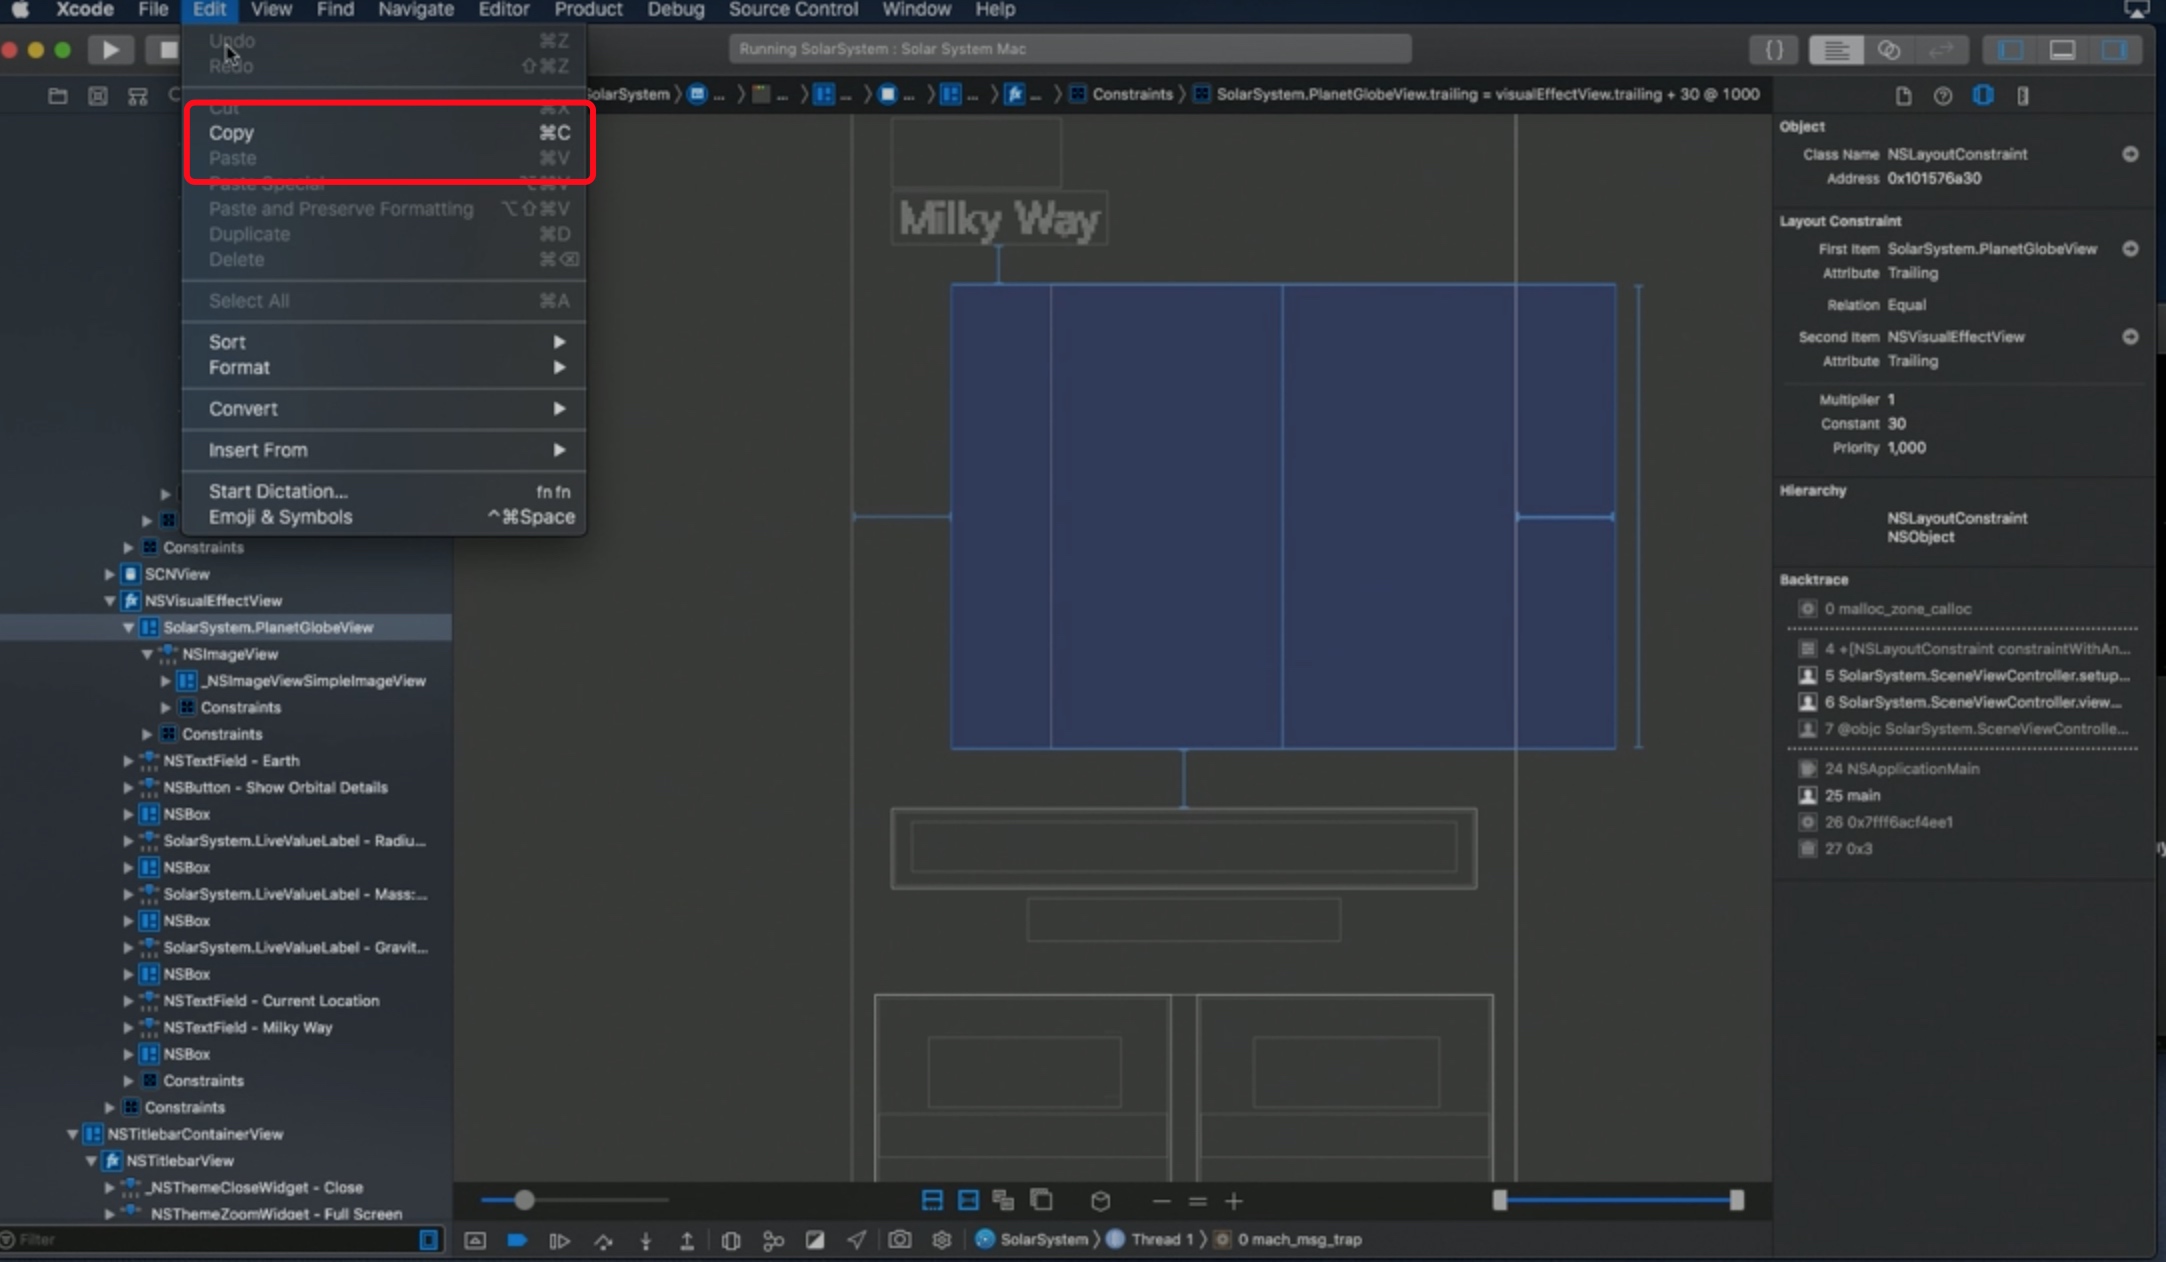 Xcode File Edit View Find Navigate Editor Product Debug Source Control Window Help
Undo ⌘Z
Redo ⇧⌘Z
Cut ⌘X
Copy ⌘C
Paste ⌘V
Paste Special ⌥⌘V
Paste and Preserve Formatting ⌥⇧⌘V
Duplicate ⌘D
Delete ⌘⌫
Select All ⌘A
Sort
Format
Convert
Insert From
Start Dictation... fn fn
Emoji & Symbols ^⌘Space
Running SolarSystem : Solar System Mac
{}
SolarSystem 〉 ... 〉 ... 〉 ... 〉 ... 〉 ... 〉 ... 〉 Constraints 〉 SolarSystem.PlanetGlobeView.trailing = visualEffectView.trailing + 30 @ 1000
Constraints
SCNView
NSVisualEffectView
SolarSystem.PlanetGlobeView
NSImageView
_NSImageViewSimpleImageView
Constraints
Constraints
NSTextField - Earth
NSButton - Show Orbital Details
NSBox
SolarSystem.LiveValueLabel - Radiu...
NSBox
SolarSystem.LiveValueLabel - Mass:...
NSBox
SolarSystem.LiveValueLabel - Gravit...
NSBox
NSTextField - Current Location
NSTextField - Milky Way
NSBox
Constraints
Constraints
NSTitlebarContainerView
NSTitlebarView
_NSThemeCloseWidget - Close
NSThemeZoomWidget - Full Screen
Filter
Milky Way
SolarSystem 〉 Thread 1 〉 0 mach_msg_trap
Object
Class Name NSLayoutConstraint
Address 0x101576a30
Layout Constraint
First Item SolarSystem.PlanetGlobeView
Attribute Trailing
Relation Equal
Second Item NSVisualEffectView
Attribute Trailing
Multiplier 1
Constant 30
Priority 1,000
Hierarchy
NSLayoutConstraint
NSObject
Backtrace
0 malloc_zone_calloc
4 +[NSLayoutConstraint constraintWithAn...
5 SolarSystem.SceneViewController.setup...
6 SolarSystem.SceneViewController.view...
7 @objc SolarSystem.SceneViewControlle...
24 NSApplicationMain
25 main
26 0x7fff6acf4ee1
27 0x3